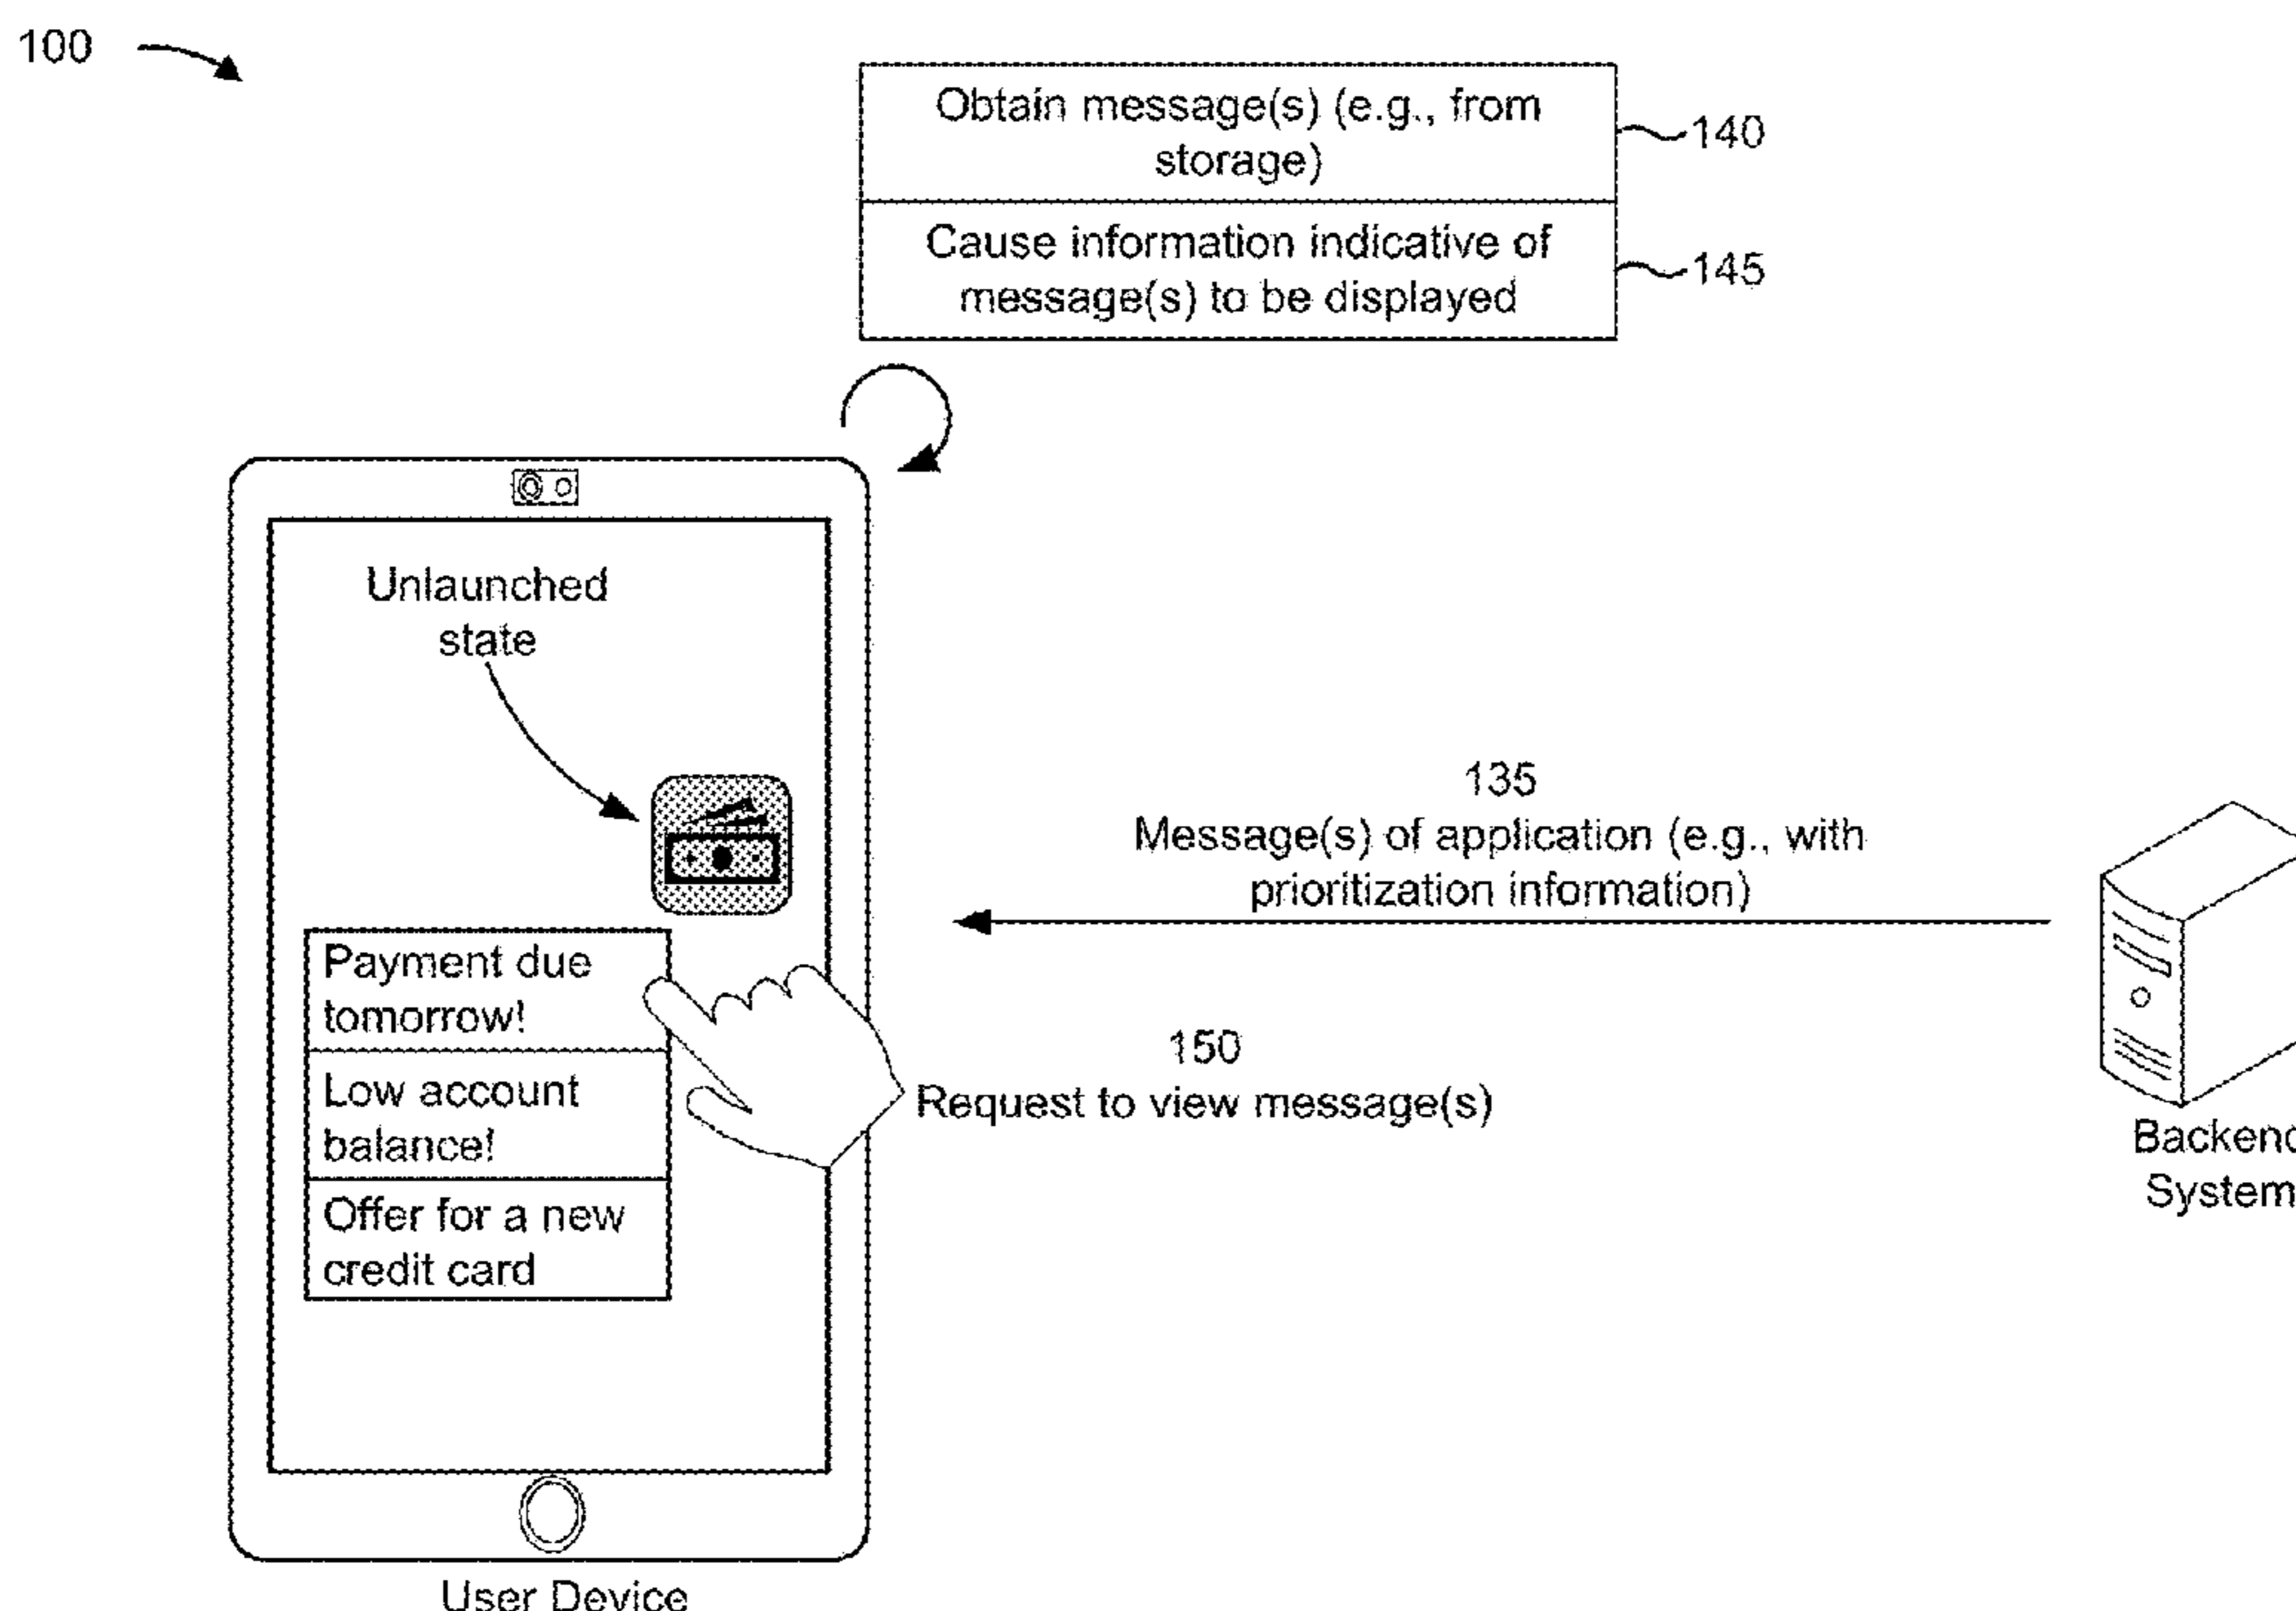 100
Obtain message(s) (e.g., from
storage)
140
Cause information indicative of
message(s) to be displayed
145
Unlaunched
state
135
Message(s) of application (e.g., with
prioritization information)
Payment due
tomorrow!
150
Request to view message(s)
Low account
balance!
Offer for a new
credit card
Backend
System
User Device